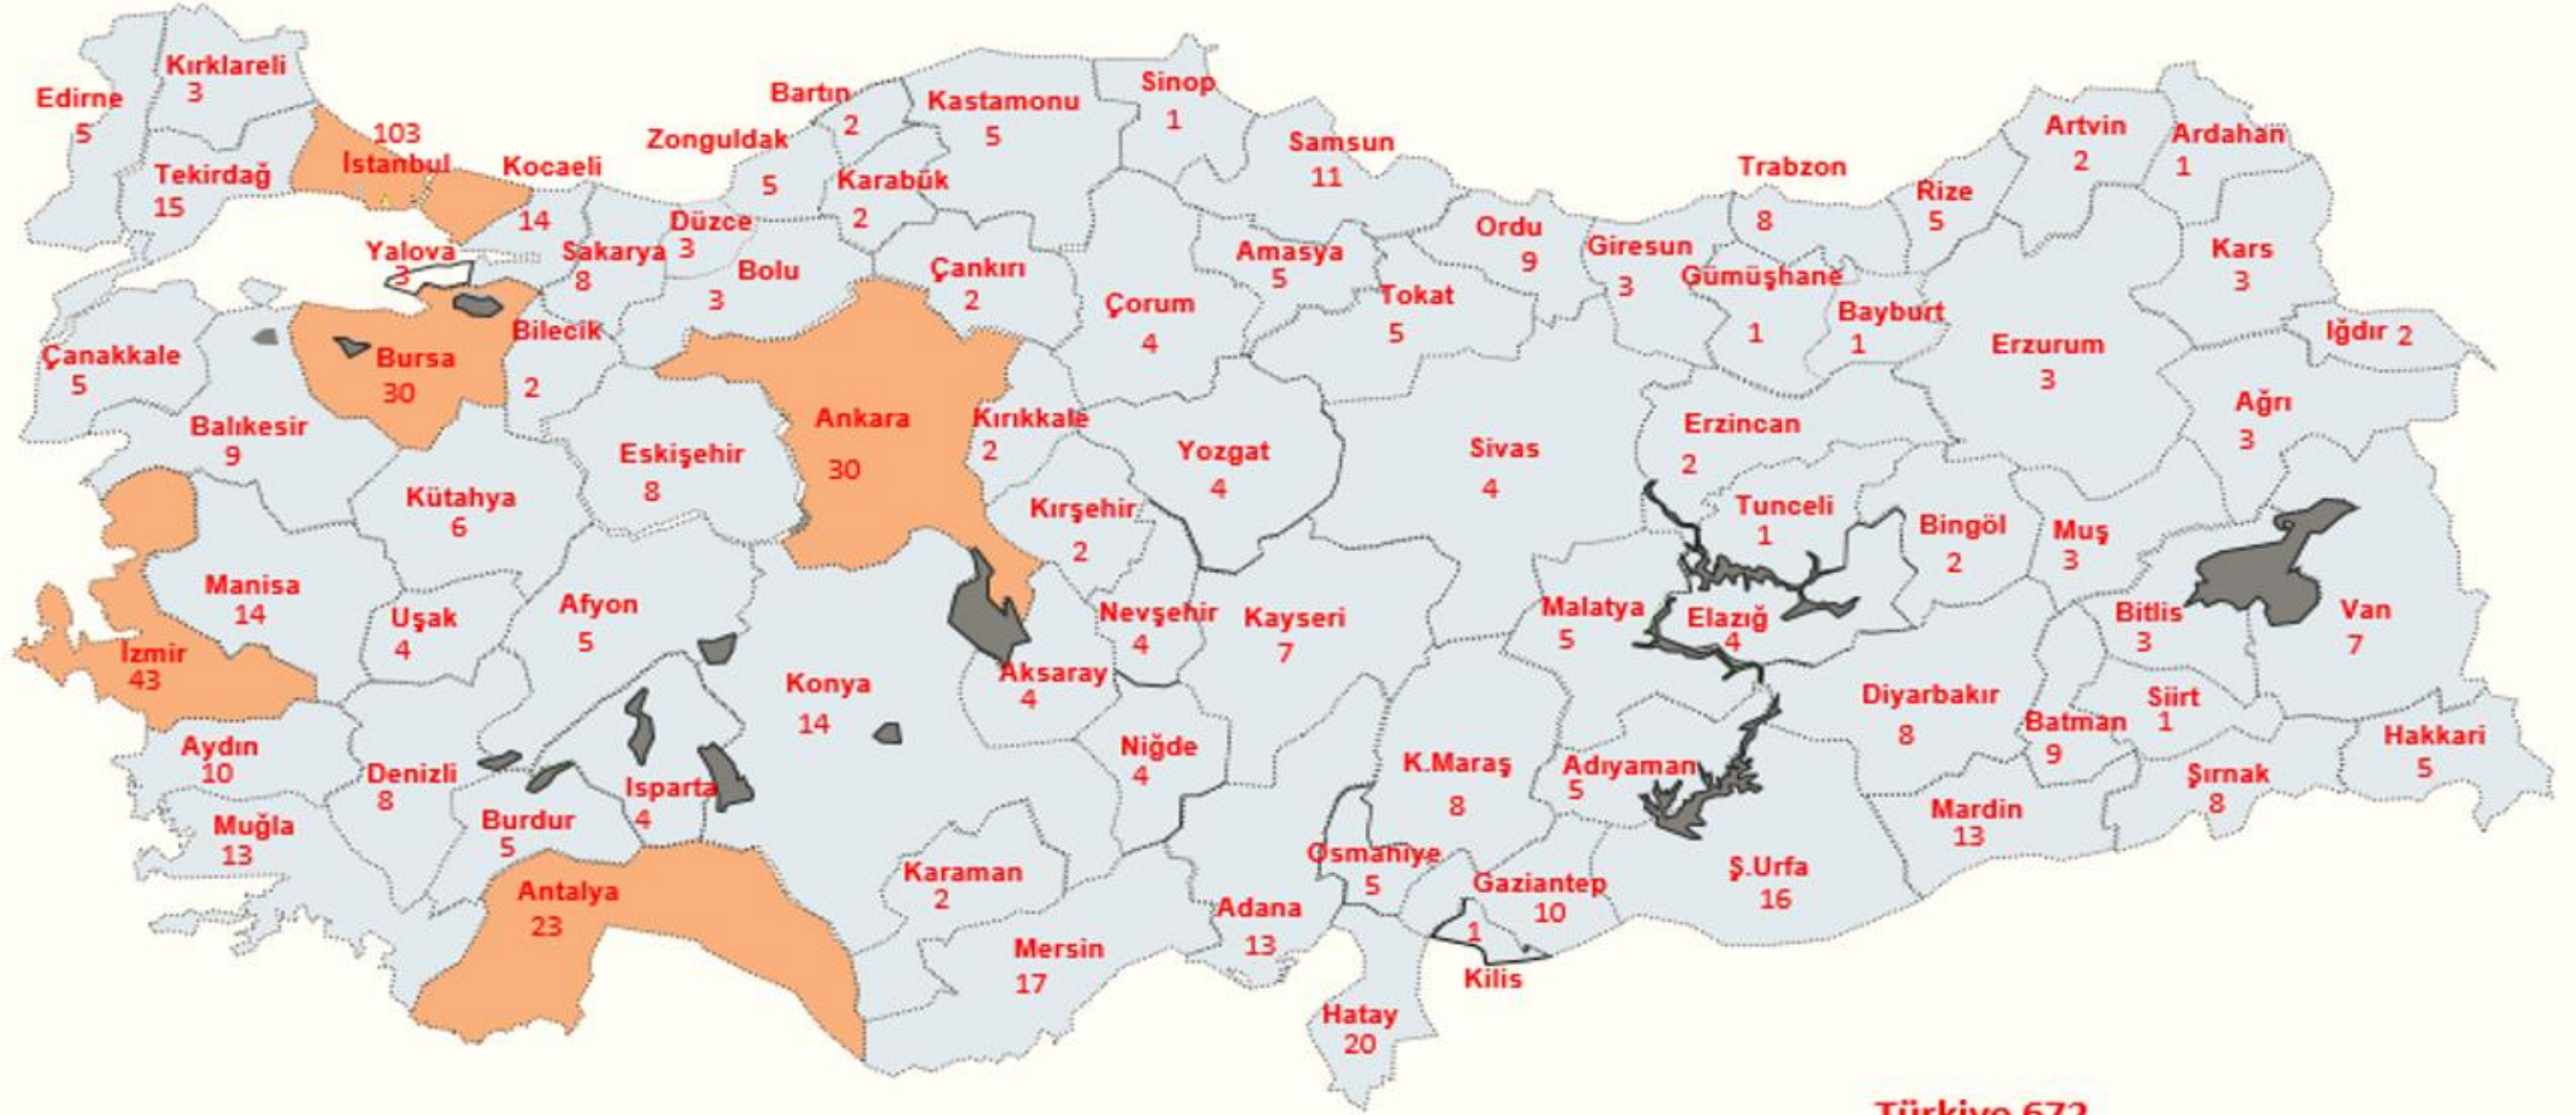 Kırklareli
3
Edirne
5
Tekirdağ
15
103
İstanbul
Kocaeli
14
Yalova
3
Sakarya
8
Düzce
3
Zonguldak
5
Bartın
2
Karabük
2
Kastamonu
5
Sinop
1
Samsun
11
Bolu
3
Çankırı
2
Çorum
4
Amasya
5
Tokat
5
Ordu
9
Giresun
3
Trabzon
8
Gümüşhane
1
Bayburt
1
Rize
5
Artvin
2
Ardahan
1
Kars
3
Iğdır 2
Ağrı
3
Erzurum
3
Erzincan
2
Çanakkale
5
Balıkesir
9
Bursa
30
Bilecik
2
Eskişehir
8
Kütahya
6
Ankara
30
Kırıkkale
2
Kırşehir
2
Yozgat
4
Sivas
4
Tunceli
1
Bingöl
2
Muş
3
Bitlis
3
Van
7
Manisa
14
Uşak
4
Afyon
5
İzmir
43
Aydın
10
Denizli
8
Muğla
13
Burdur
5
Isparta
4
Konya
14
Aksaray
4
Nevşehir
4
Kayseri
7
Niğde
4
Malatya
5
Elazığ
4
Diyarbakır
8
Batman
9
Siirt
1
Şırnak
8
Hakkari
5
Mardin
13
Adıyaman
5
K.Maraş
8
Osmaniye
5
Gaziantep
10
Ş.Urfa
16
1
Kilis
Hatay
20
Adana
13
Mersin
17
Karaman
2
Antalya
23
Türkiye 672